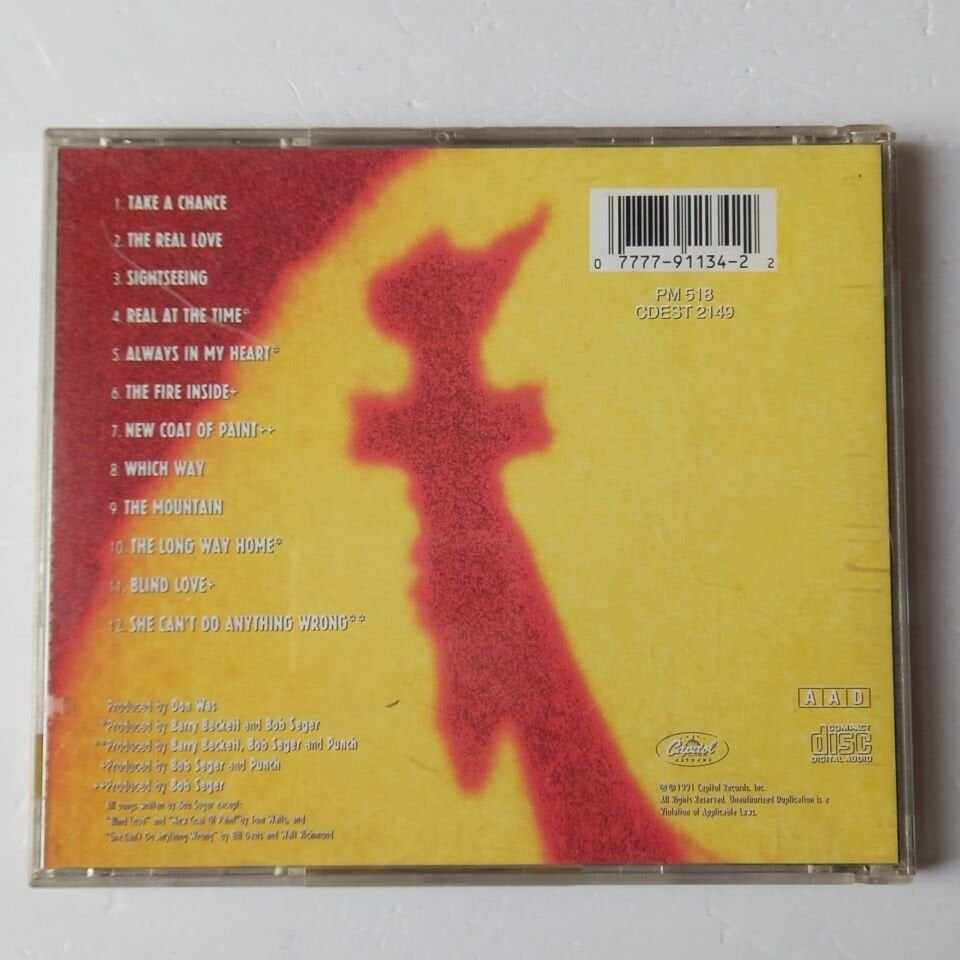 1. TAKE A CHANCE
2. THE REAL LOVE
3. SIGHTSEEING
4. REAL AT THE TIME*
5. ALWAYS IN MY HEART*
6. THE FIRE INSIDE+
7. NEW COAT OF PAINT++
8. WHICH WAY
9. THE MOUNTAIN
10. THE LONG WAY HOME*
11. BLIND LOVE+
12. SHE CAN'T DO ANYTHING WRONG**
Produced by Don Was
*Produced by Barry Beckett and Bob Seger
**Produced by Barry Beckett, Bob Seger and Punch
+Produced by Bob Seger and Punch
++Produced by Bob Seger
All songs written by Bob Seger except:
"Blind Love" and "New Coat Of Paint" by Tom Waits, and
"She Can't Do Anything Wrong" by Bill Davis and Walt Richmond
0 7777-91134-2 2
PM 518
CDEST 2149
AAD
Capitol
COMPACT
disc
DIGITAL AUDIO
℗ © 1991 Capitol Records, Inc.
All Rights Reserved. Unauthorized Duplication is a
Violation of Applicable Laws.